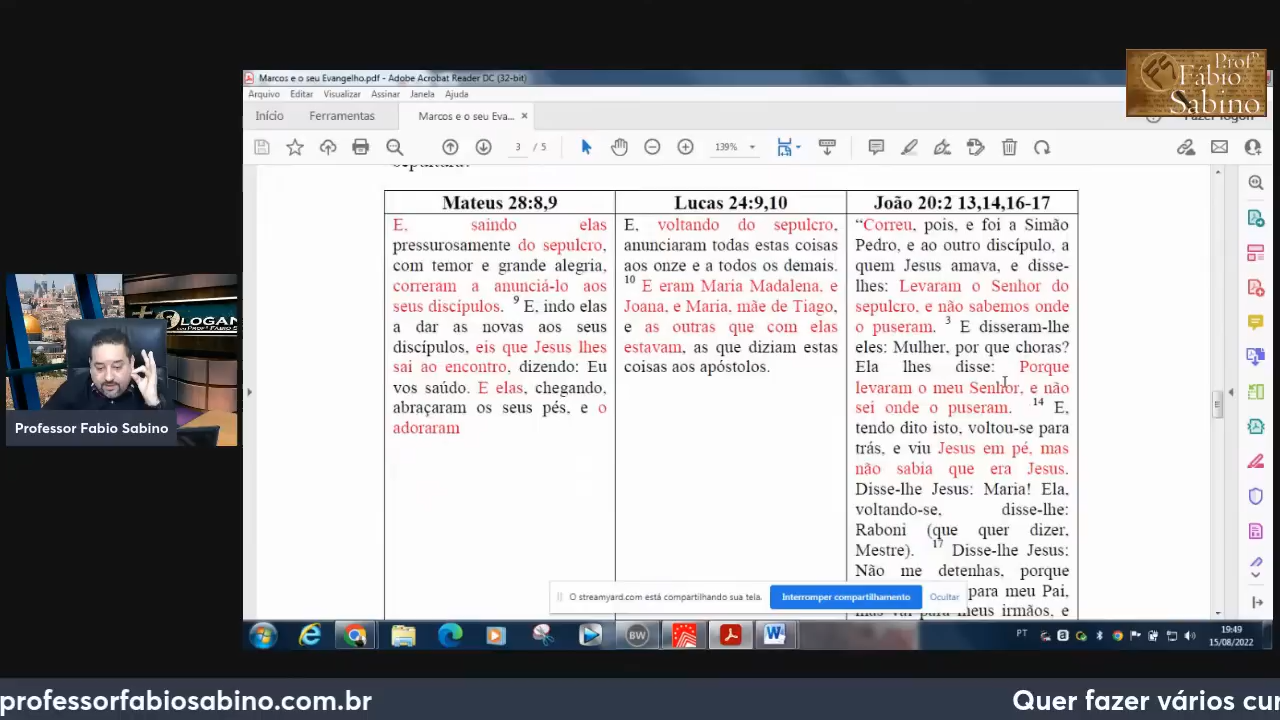 Marcos e o seu Evangelho.pdf - Adobe Acrobat Reader DC (32-bit)
Prof°
Fábio
Sabino
Arquivo Editar Visualizar Assinar Janela Ajuda
Início Ferramentas Marcos e o seu Eva... ×
3 / 5 139%
Mateus 28:8,9
E, saindo elas
pressurosamente do sepulcro,
com temor e grande alegria,
correram a anunciá-lo aos
seus discípulos. 9 E, indo elas
a dar as novas aos seus
discípulos, eis que Jesus lhes
sai ao encontro, dizendo: Eu
vos saúdo. E elas, chegando,
abraçaram os seus pés, e o
adoraram
Lucas 24:9,10
E, voltando do sepulcro,
anunciaram todas estas coisas
aos onze e a todos os demais.
10 E eram Maria Madalena, e
Joana, e Maria, mãe de Tiago,
e as outras que com elas
estavam, as que diziam estas
coisas aos apóstolos.
João 20:2 13,14,16-17
“Correu, pois, e foi a Simão
Pedro, e ao outro discípulo, a
quem Jesus amava, e disse-
lhes: Levaram o Senhor do
sepulcro, e não sabemos onde
o puseram. 3 E disseram-lhe
eles: Mulher, por que choras?
Ela lhes disse: Porque
levaram o meu Senhor, e não
sei onde o puseram. 14 E,
tendo dito isto, voltou-se para
trás, e viu Jesus em pé, mas
não sabia que era Jesus.
Disse-lhe Jesus: Maria! Ela,
voltando-se, disse-lhe:
Raboni (que quer dizer,
Mestre). 17 Disse-lhe Jesus:
Não me detenhas, porque
para meu Pai,
meus irmãos, e
LOGAN
Professor Fabio Sabino
O streamyard.com está compartilhando sua tela. Interromper compartilhamento Ocultar
BW
PT
19:49
15/08/2022
professorfabiosabino.com.br
Quer fazer vários